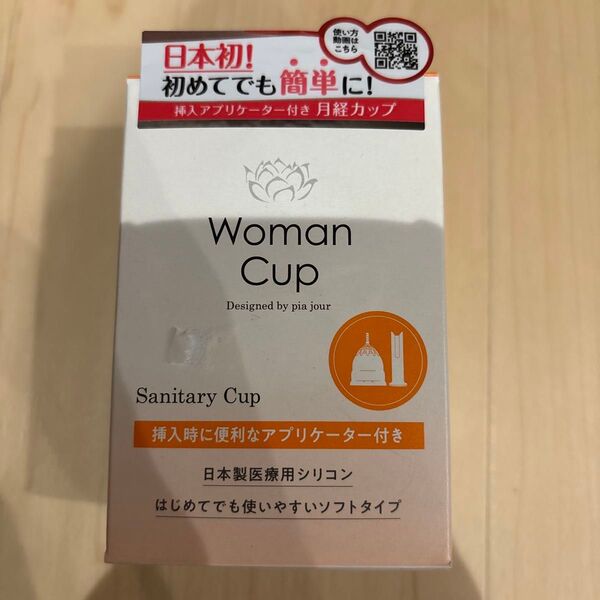 日本初!
初めてでも簡単に!
挿入アプリケーター付き 月経カップ
使い方
動画は
こちら
Woman
Cup
Designed by pia jour
Sanitary Cup
挿入時に便利なアプリケーター付き
日本製医療用シリコン
はじめてでも使いやすいソフトタイプ